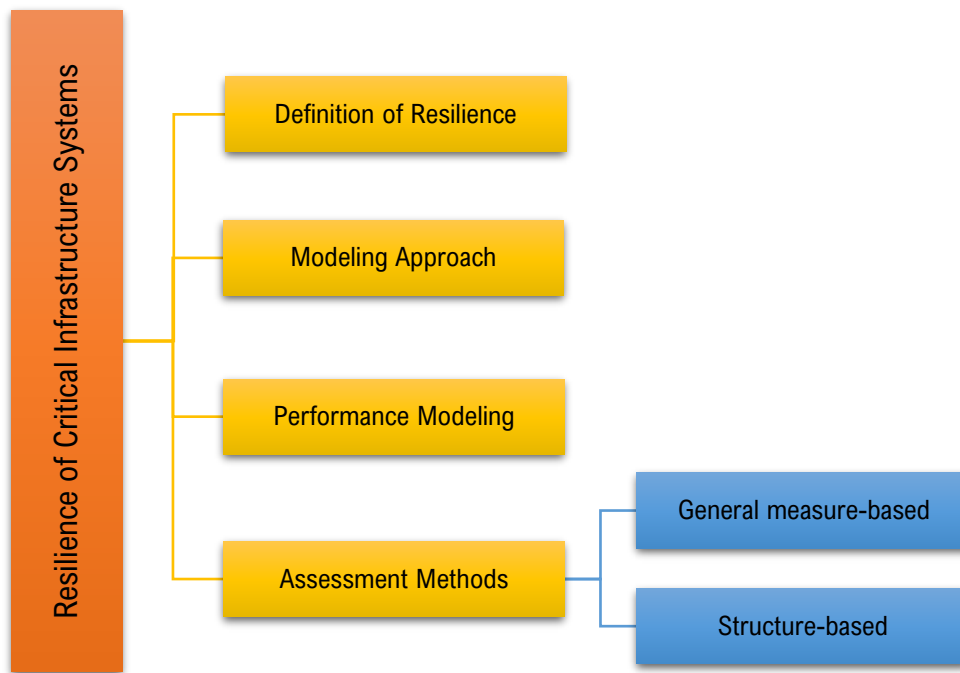 Resilience of Critical Infrastructure Systems
Definition of Resilience
Modeling Approach
Performance Modeling
Assessment Methods
General measure-based
Structure-based